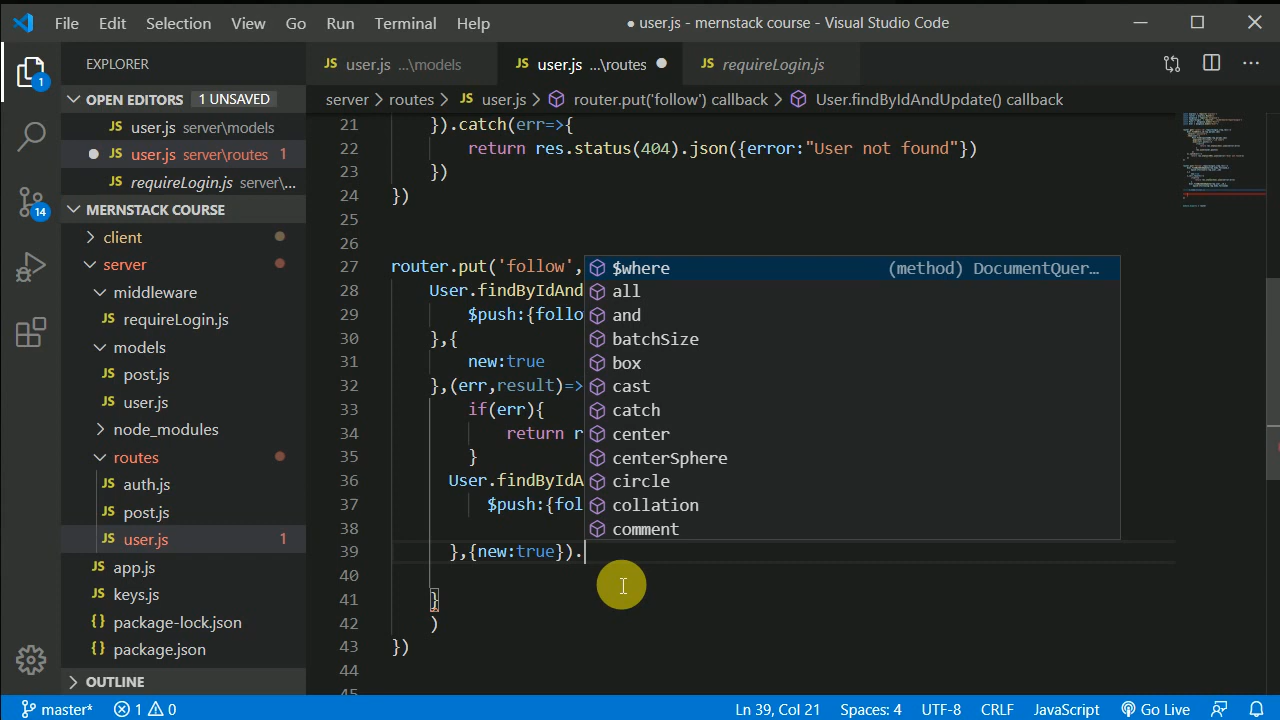 File Edit Selection View Go Run Terminal Help
● user.js - mernstack course - Visual Studio Code
EXPLORER
OPEN EDITORS 1 UNSAVED
JS user.js server\models
JS user.js server\routes 1
JS requireLogin.js server\...
MERNSTACK COURSE
client
server
middleware
JS requireLogin.js
models
JS post.js
JS user.js
node_modules
routes
JS auth.js
JS post.js
JS user.js 1
JS app.js
JS keys.js
{} package-lock.json
{} package.json
OUTLINE
1
14
JS user.js ...\models
JS user.js ...\routes
JS requireLogin.js
server > routes > JS user.js > router.put('follow') callback > User.findByIdAndUpdate() callback
21 }).catch(err=>{
22 return res.status(404).json({error:"User not found"})
23 })
24 })
25
26
27 router.put('follow',
28 User.findByIdAnd
29 $push:{follo
30 },{
31 new:true
32 },(err,result)=>
33 if(err){
34 return r
35 }
36 User.findByIdA
37 $push:{fol
38
39 },{new:true}).
40
41 }
42 )
43 })
44
45
$where (method) DocumentQuer...
all
and
batchSize
box
cast
catch
center
centerSphere
circle
collation
comment
master* 1 0
Ln 39, Col 21 Spaces: 4 UTF-8 CRLF JavaScript Go Live